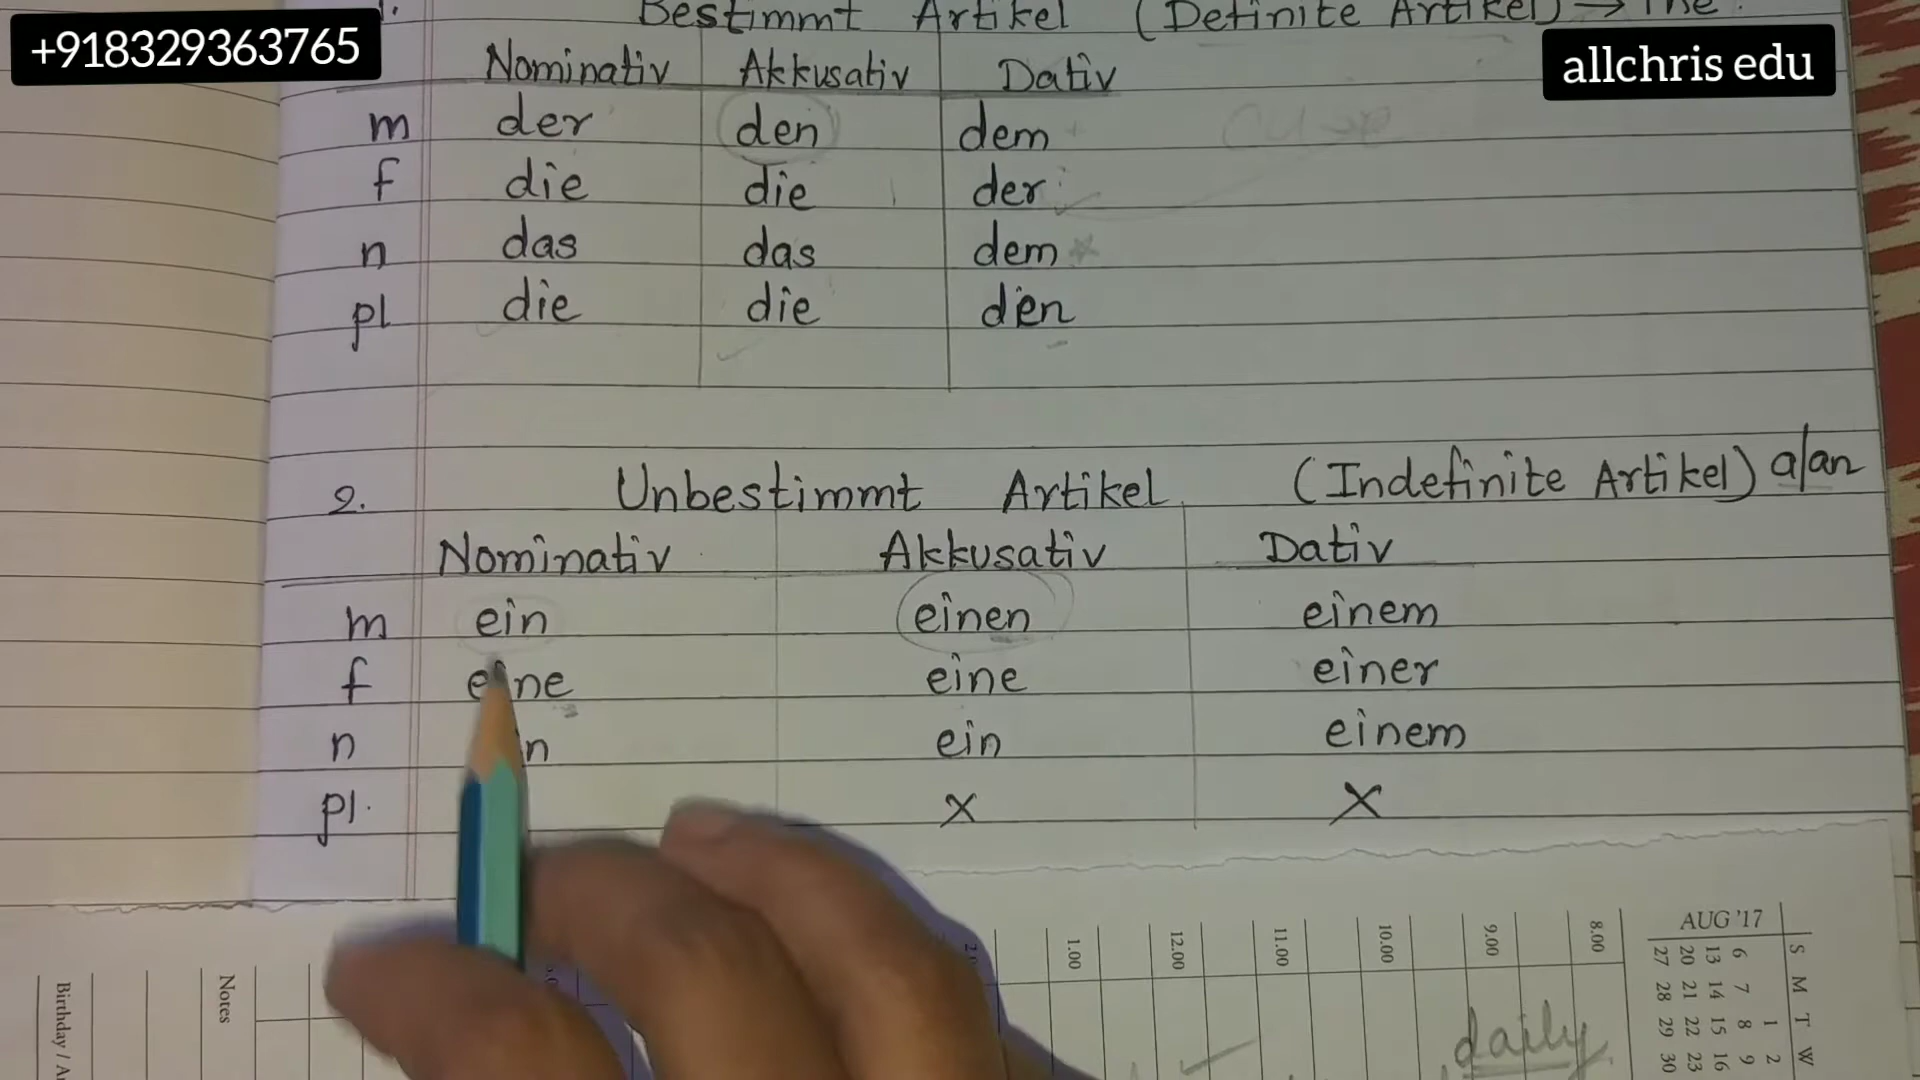 +918329363765
allchris edu
Bestimmt Artikel (Definite Artikel) → The
Nominativ Akkusativ Dativ
m der den dem
f die die der
n das das dem
pl die die den
2. Unbestimmt Artikel (Indefinite Artikel) a/an
Nominativ Akkusativ Dativ
m ein einen einem
f eine eine einer
n ein einem
pl. x x
AUG '17
S M T W
6 13 20 27
7 14 21 28
1 8 15 22 29
2 9 16 23 30
8.00
9.00
10.00
11.00
12.00
1.00
daily
Notes
Birthday /